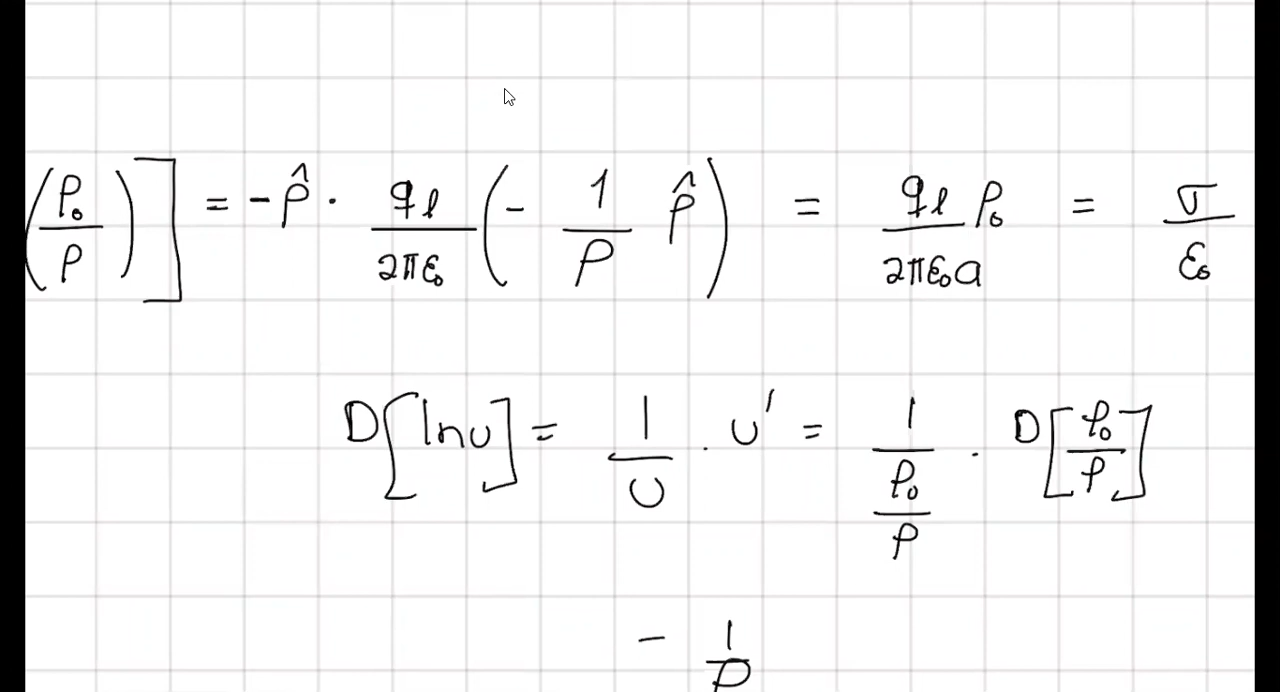 (ρ₀/ρ)] = -ρ̂ · qℓ/2πε₀ (- 1/ρ ρ̂) = qℓ/2πε₀a ρ₀ = σ/ε₀
D[ln u] = 1/u · u' = 1/(ρ₀/ρ) · D[ρ₀/ρ]
- 1/ρ